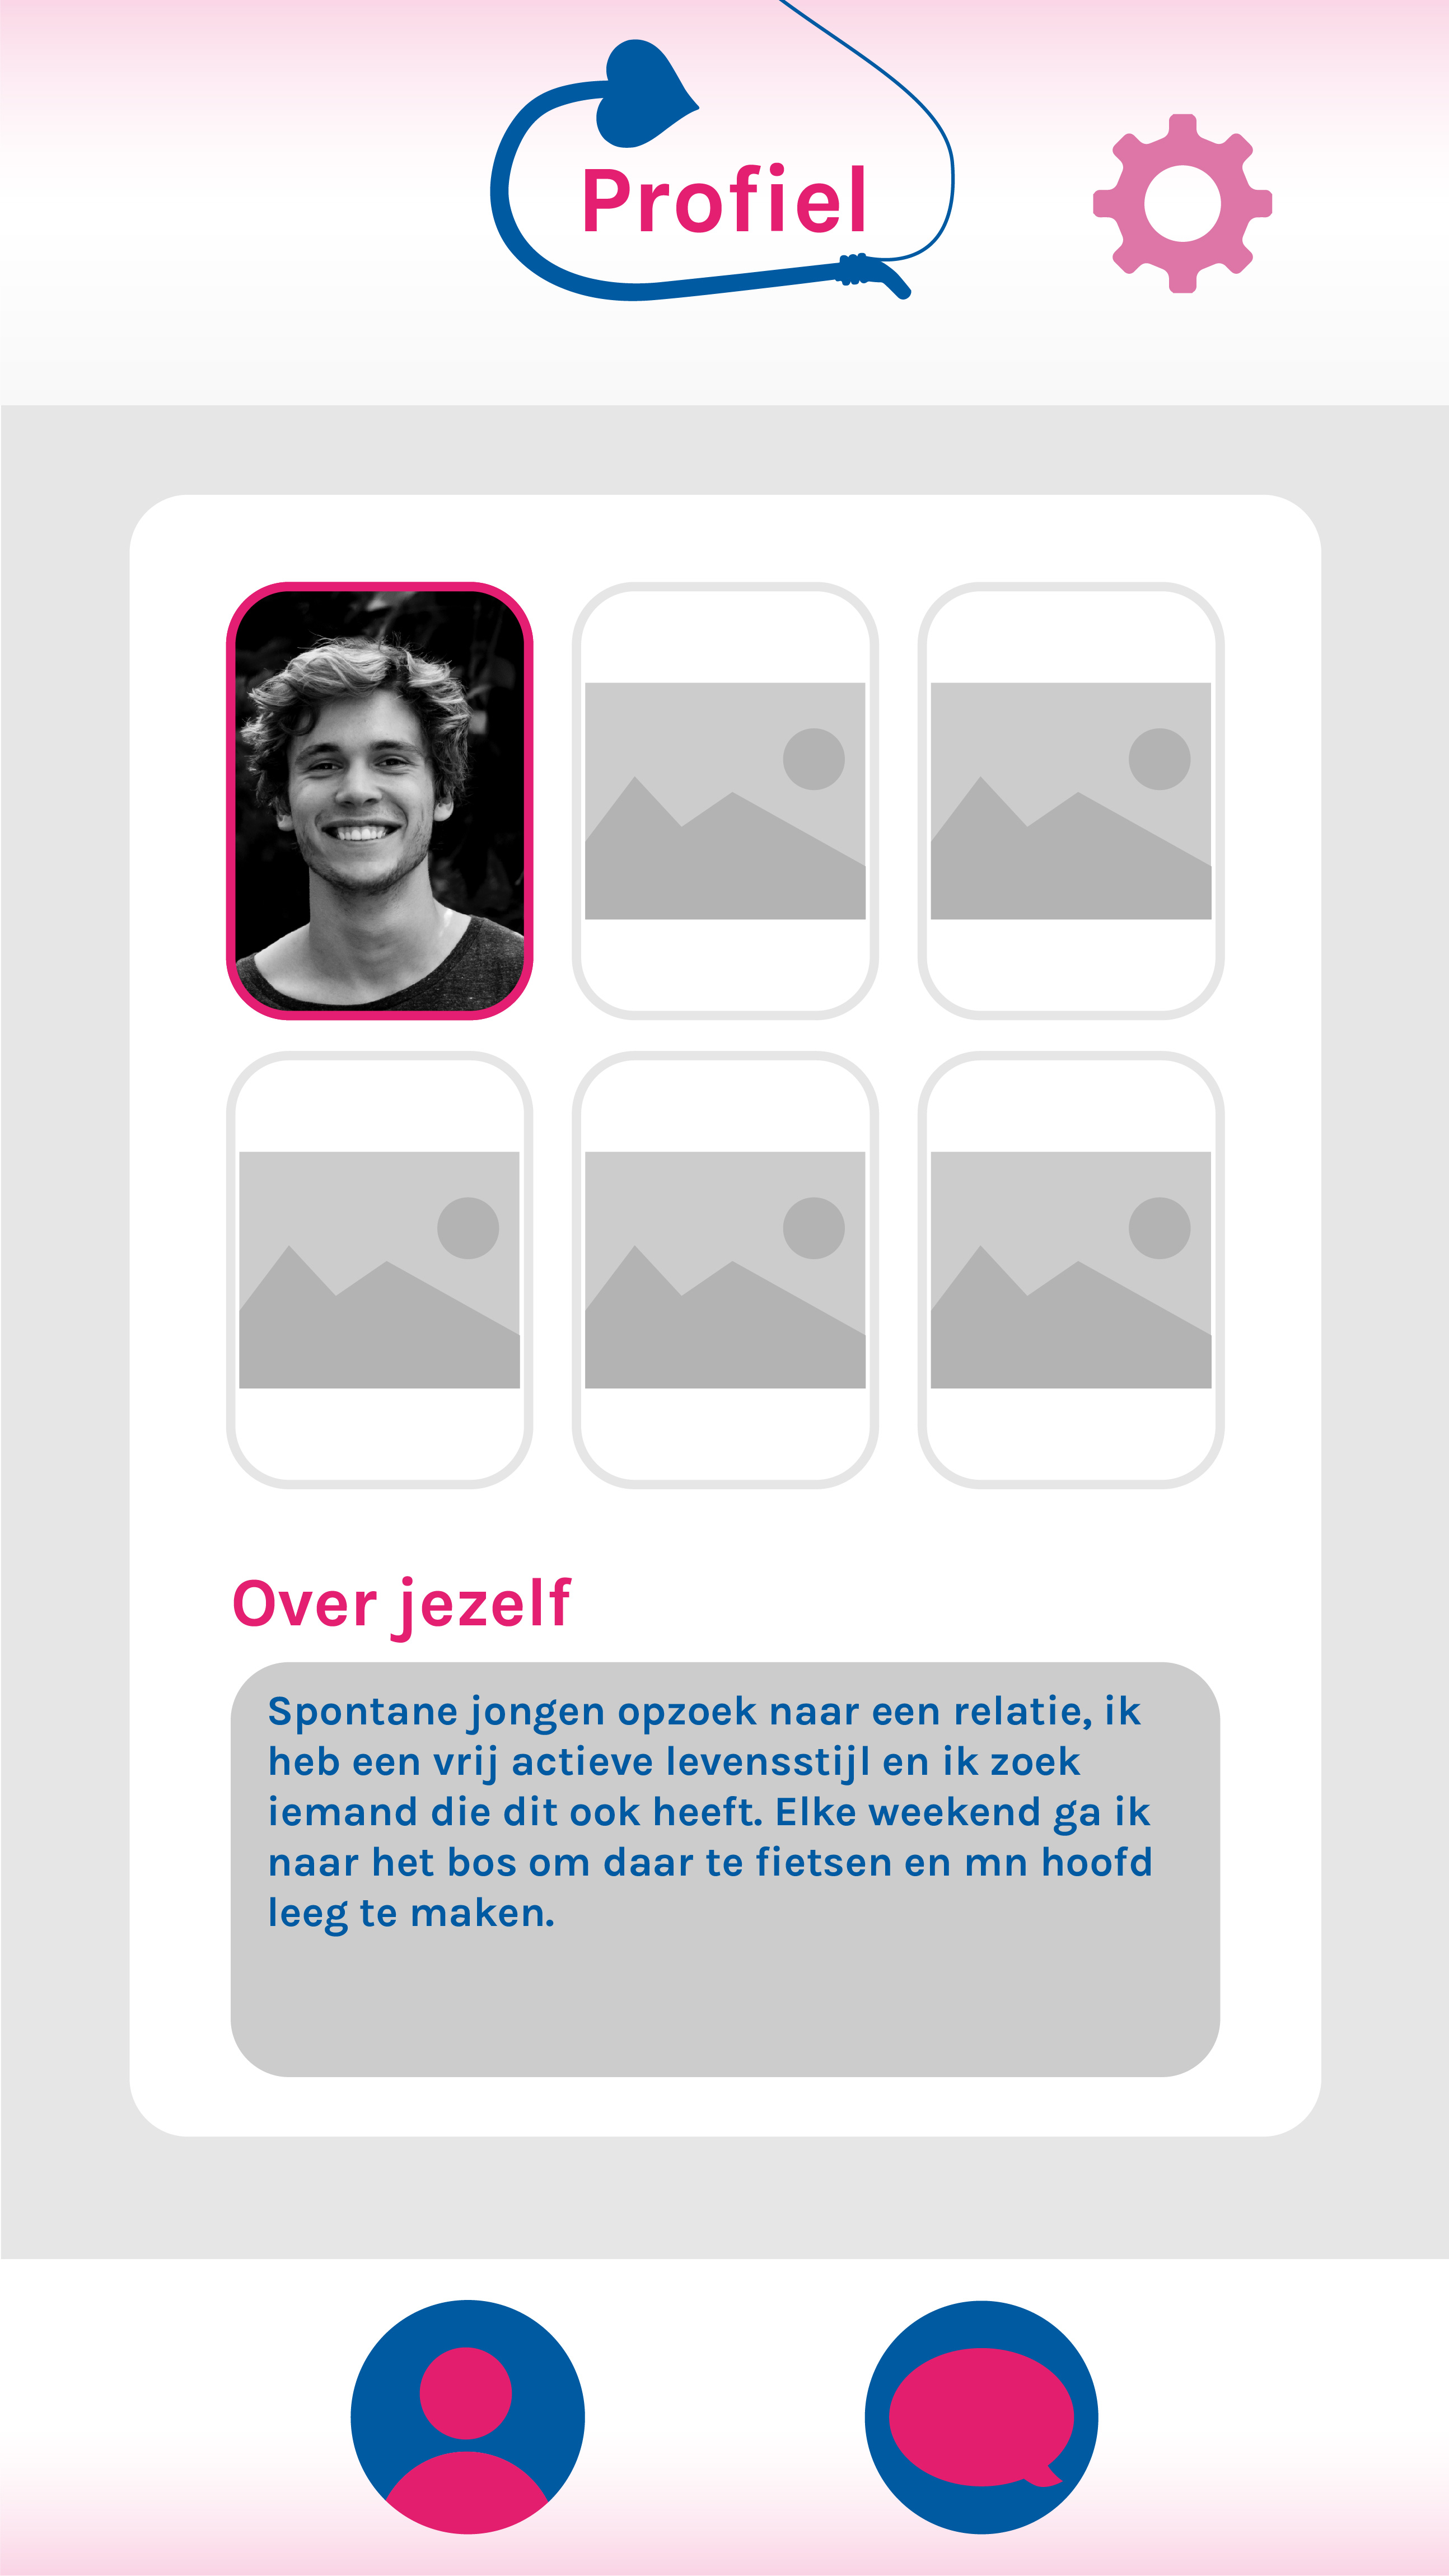 Profiel
Over jezelf
Spontane jongen opzoek naar een relatie, ik
heb een vrij actieve levensstijl en ik zoek
iemand die dit ook heeft. Elke weekend ga ik
naar het bos om daar te fietsen en mn hoofd
leeg te maken.